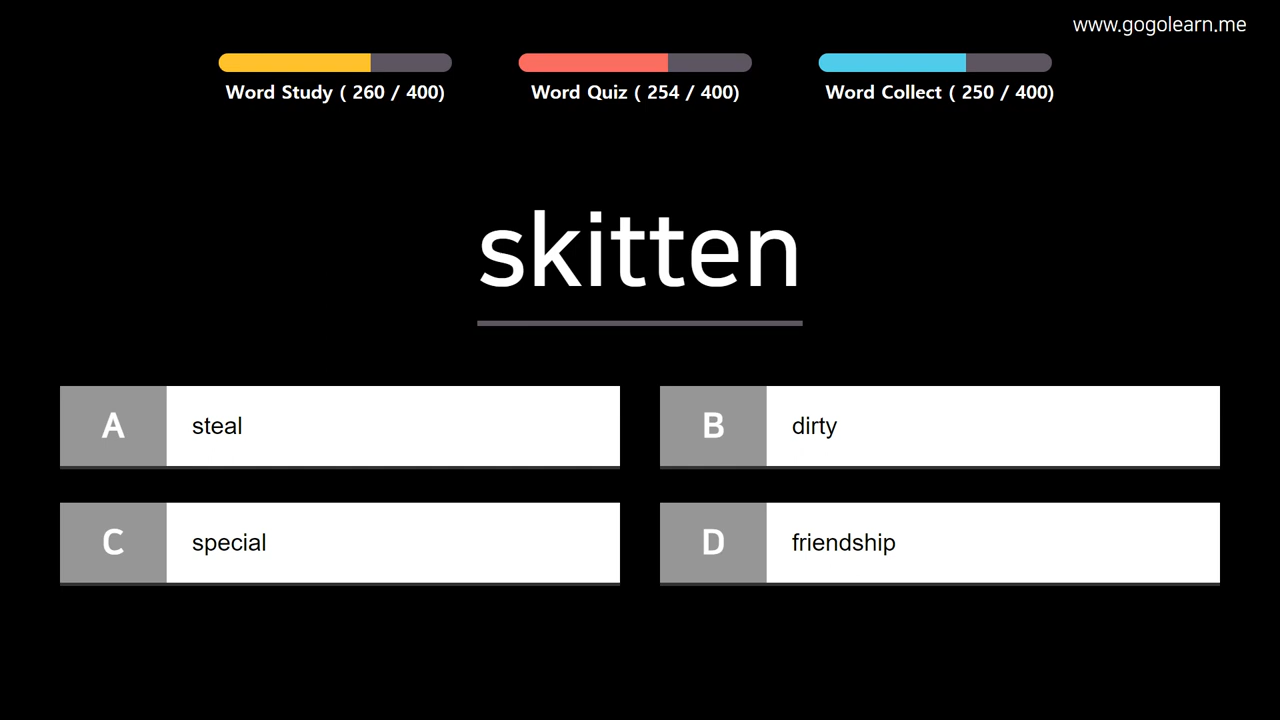 www.gogolearn.me
Word Study ( 260 / 400)
Word Quiz ( 254 / 400)
Word Collect ( 250 / 400)
skitten
A steal
B dirty
C special
D friendship